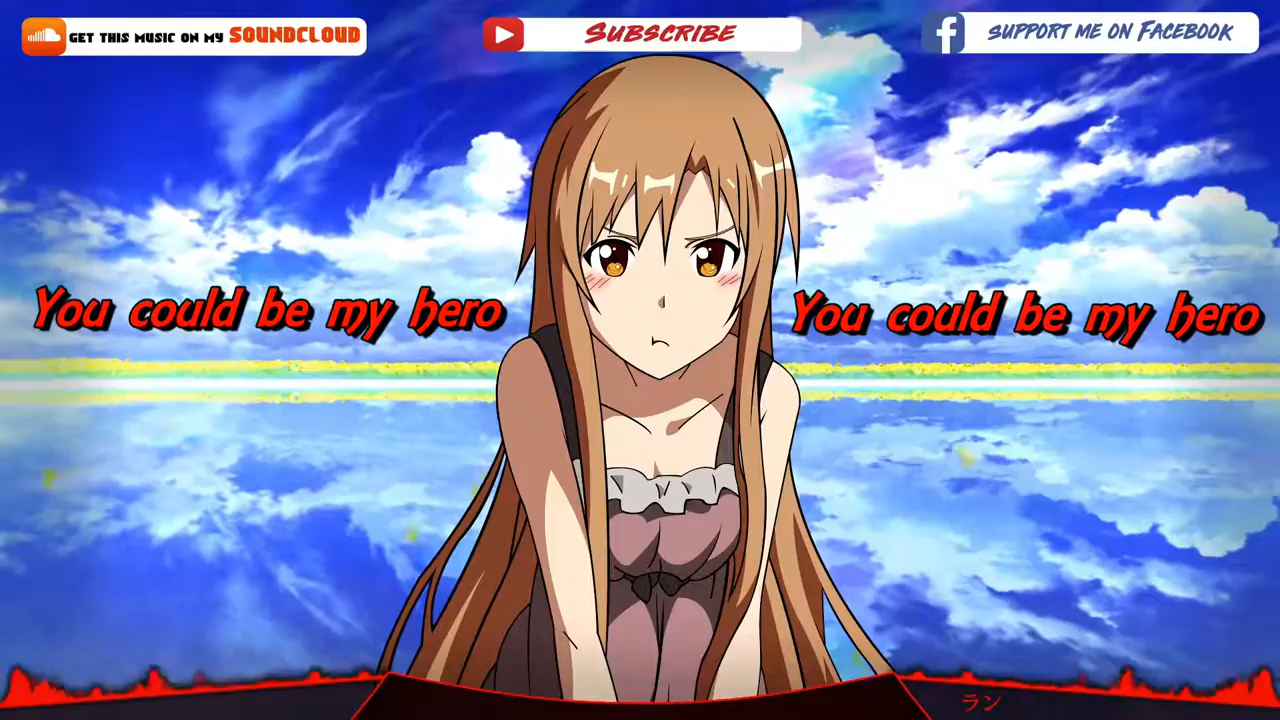 GET THIS MUSIC ON MY SOUNDCLOUD
SUBSCRIBE
SUPPORT ME ON FACEBOOK
You could be my hero
You could be my hero
ラン